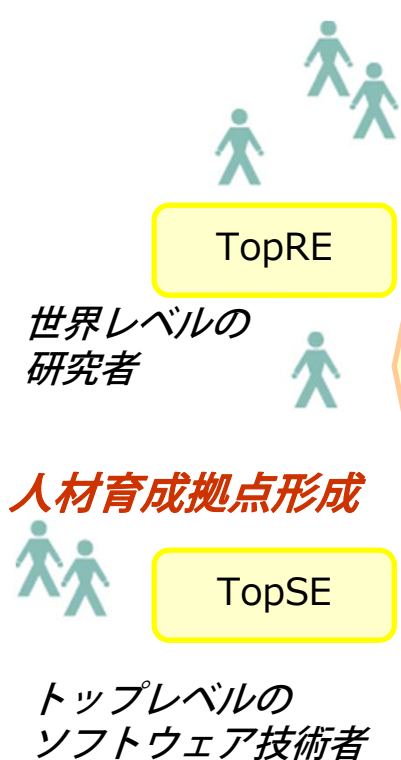 TopRE
世界レベルの
研究者
人材育成拠点形成
TopSE
トップレベルの
ソフトウェア技術者